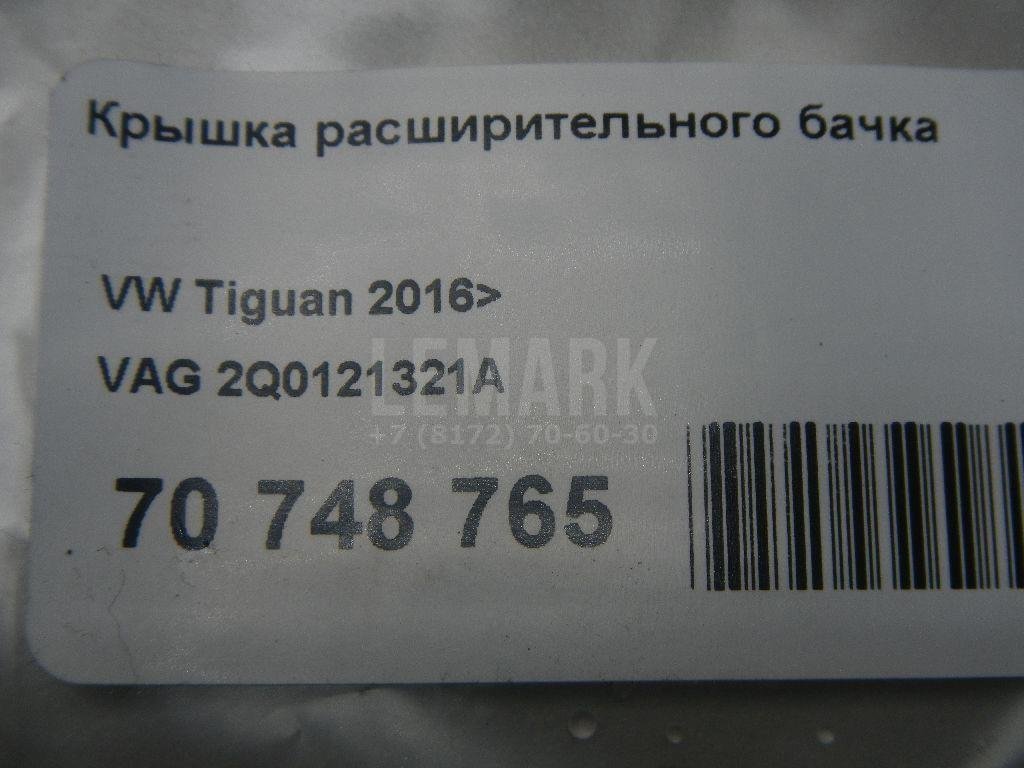 Крышка расширительного бачка
VW Tiguan 2016>
VAG 2Q0121321A
LEMARK
+7 (8172) 70-60-30
70 748 765